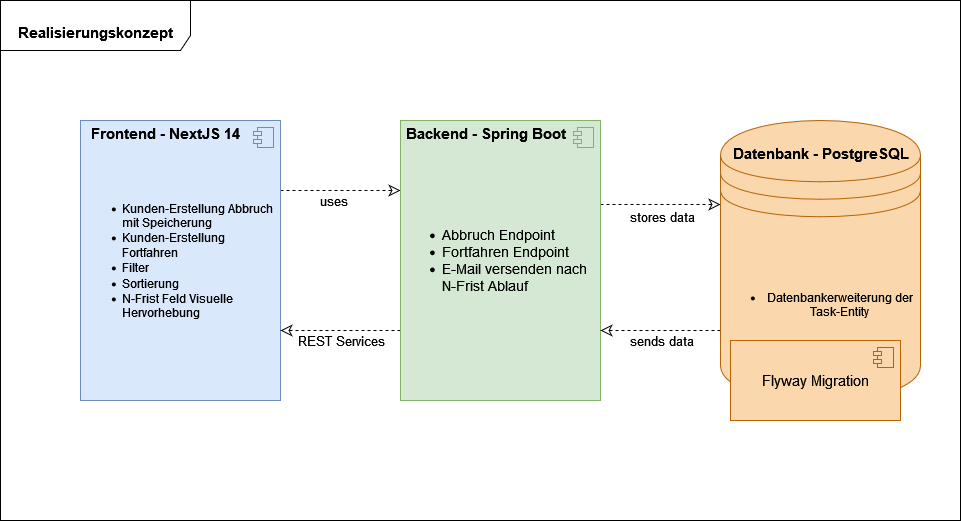 Realisierungskonzept
Frontend - NextJS 14
Kunden-Erstellung Abbruch
mit Speicherung
Kunden-Erstellung
Fortfahren
Filter
Sortierung
N-Frist Feld Visuelle
Hervorhebung
uses
REST Services
Backend - Spring Boot
Abbruch Endpoint
Fortfahren Endpoint
E-Mail versenden nach
N-Frist Ablauf
stores data
sends data
Datenbank - PostgreSQL
Datenbankerweiterung der
Task-Entity
Flyway Migration